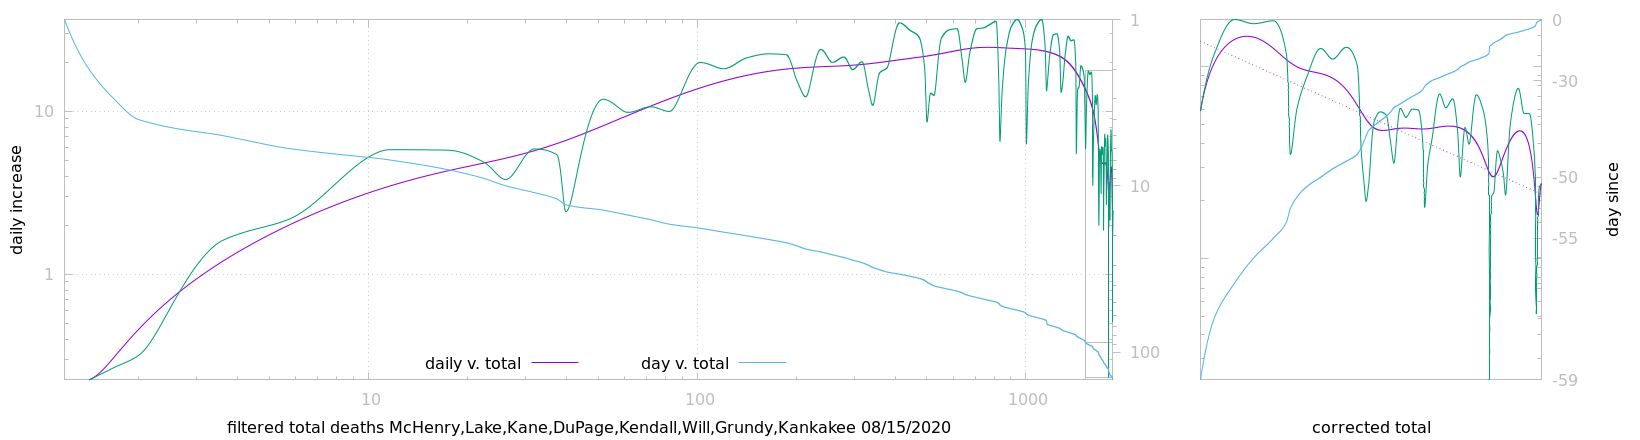 daily increase
10
1
1
10
100
daily v. total
day v. total
10
100
1000
filtered total deaths McHenry,Lake,Kane,DuPage,Kendall,Will,Grundy,Kankakee 08/15/2020
0
-30
-50
-55
-59
day since
corrected total